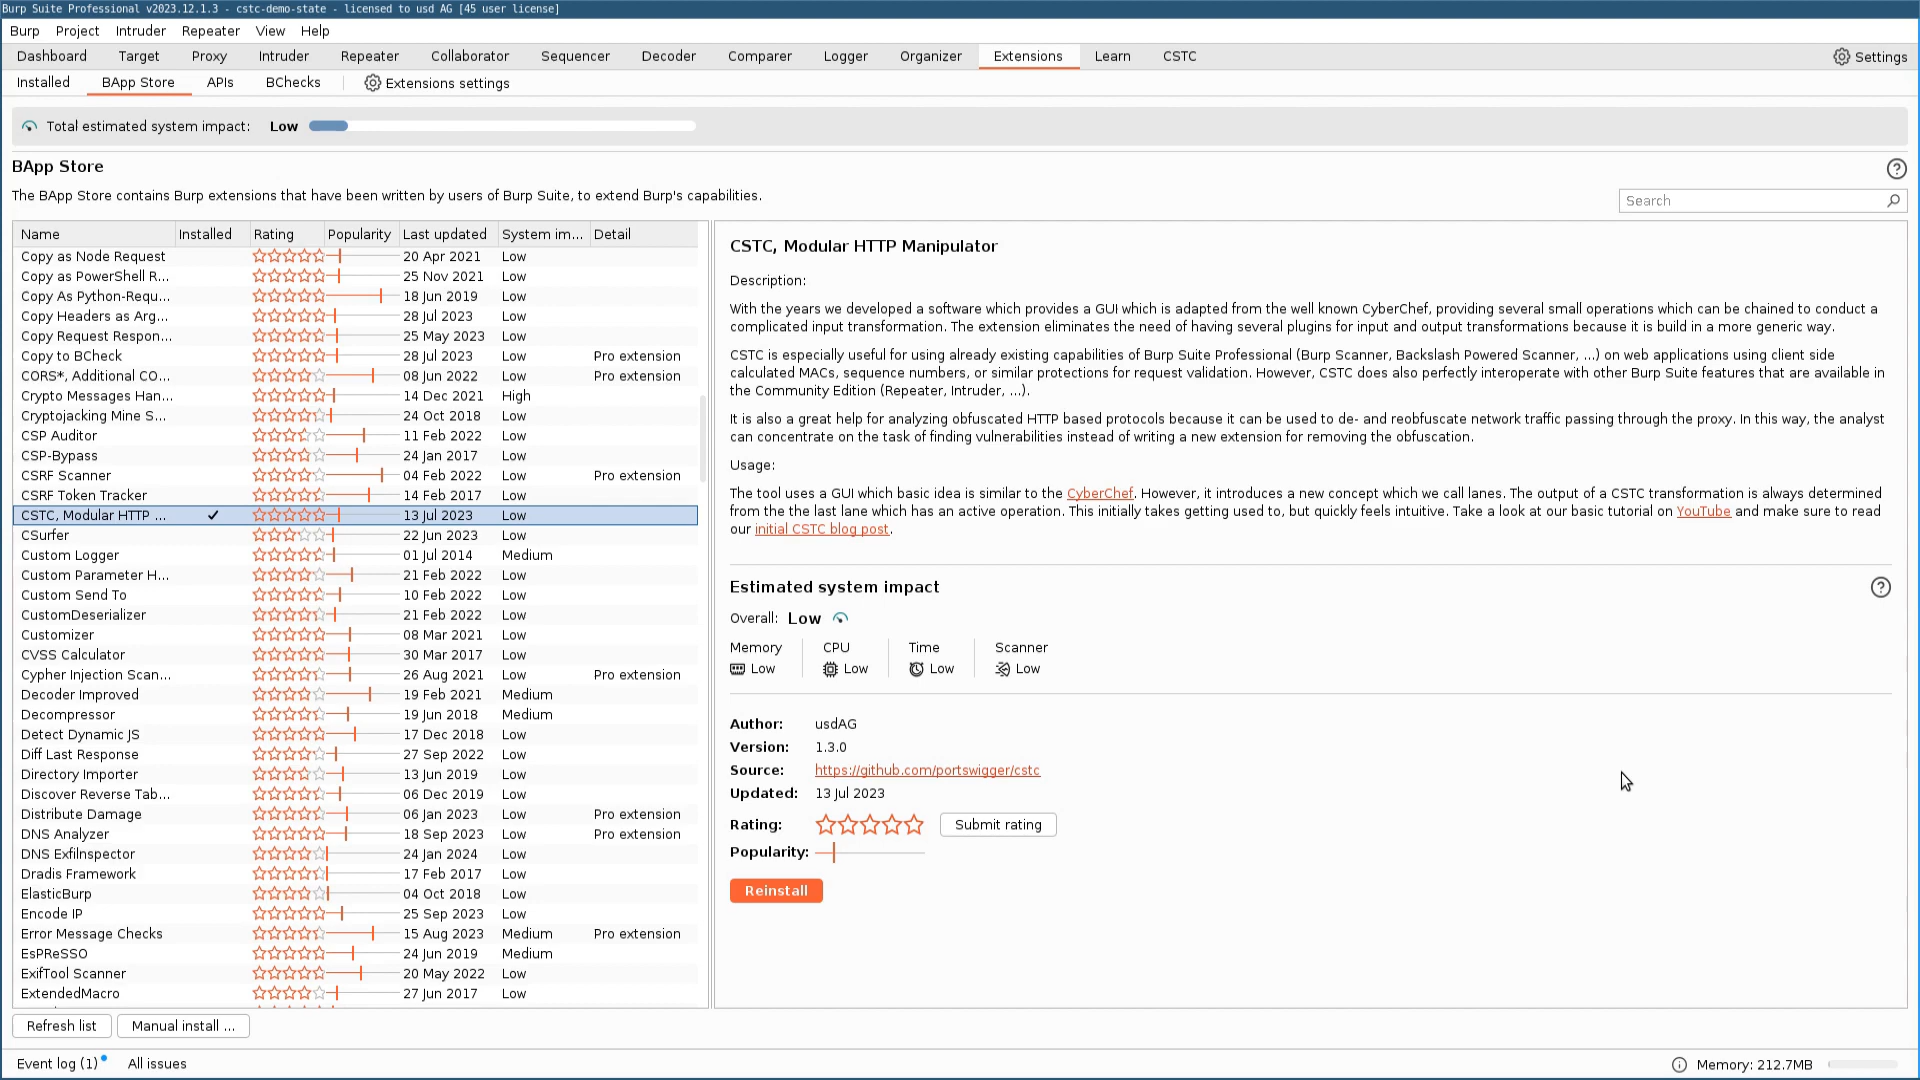 Burp Suite Professional v2023.12.1.3 - cstc-demo-state - licensed to usd AG [45 user license]
Burp Project Intruder Repeater View Help
Dashboard Target Proxy Intruder Repeater Collaborator Sequencer Decoder Comparer Logger Organizer Extensions Learn CSTC Settings
Installed BApp Store APIs BChecks Extensions settings
Total estimated system impact: Low
BApp Store
The BApp Store contains Burp extensions that have been written by users of Burp Suite, to extend Burp's capabilities.
Search
Name Installed Rating Popularity Last updated System im... Detail
Copy as Node Request 20 Apr 2021 Low
Copy as PowerShell R... 25 Nov 2021 Low
Copy As Python-Requ... 18 Jun 2019 Low
Copy Headers as Arg... 28 Jul 2023 Low
Copy Request Respon... 25 May 2023 Low
Copy to BCheck 28 Jul 2023 Low Pro extension
CORS*, Additional CO... 08 Jun 2022 Low Pro extension
Crypto Messages Han... 14 Dec 2021 High
Cryptojacking Mine S... 24 Oct 2018 Low
CSP Auditor 11 Feb 2022 Low
CSP-Bypass 24 Jan 2017 Low
CSRF Scanner 04 Feb 2022 Low Pro extension
CSRF Token Tracker 14 Feb 2017 Low
CSTC, Modular HTTP ... ✓ 13 Jul 2023 Low
CSurfer 22 Jun 2023 Low
Custom Logger 01 Jul 2014 Medium
Custom Parameter H... 21 Feb 2022 Low
Custom Send To 10 Feb 2022 Low
CustomDeserializer 21 Feb 2022 Low
Customizer 08 Mar 2021 Low
CVSS Calculator 30 Mar 2017 Low
Cypher Injection Scan... 26 Aug 2021 Low Pro extension
Decoder Improved 19 Feb 2021 Medium
Decompressor 19 Jun 2018 Medium
Detect Dynamic JS 17 Dec 2018 Low
Diff Last Response 27 Sep 2022 Low
Directory Importer 13 Jun 2019 Low
Discover Reverse Tab... 06 Dec 2019 Low
Distribute Damage 06 Jan 2023 Low Pro extension
DNS Analyzer 18 Sep 2023 Low Pro extension
DNS Exfilnspector 24 Jan 2024 Low
Dradis Framework 17 Feb 2017 Low
ElasticBurp 04 Oct 2018 Low
Encode IP 25 Sep 2023 Low
Error Message Checks 15 Aug 2023 Medium Pro extension
EsPReSSO 24 Jun 2019 Medium
ExifTool Scanner 20 May 2022 Low
ExtendedMacro 27 Jun 2017 Low
CSTC, Modular HTTP Manipulator
Description:
With the years we developed a software which provides a GUI which is adapted from the well known CyberChef, providing several small operations which can be chained to conduct a
complicated input transformation. The extension eliminates the need of having several plugins for input and output transformations because it is build in a more generic way.
CSTC is especially useful for using already existing capabilities of Burp Suite Professional (Burp Scanner, Backslash Powered Scanner, ...) on web applications using client side
calculated MACs, sequence numbers, or similar protections for request validation. However, CSTC does also perfectly interoperate with other Burp Suite features that are available in
the Community Edition (Repeater, Intruder, ...).
It is also a great help for analyzing obfuscated HTTP based protocols because it can be used to de- and reobfuscate network traffic passing through the proxy. In this way, the analyst
can concentrate on the task of finding vulnerabilities instead of writing a new extension for removing the obfuscation.
Usage:
The tool uses a GUI which basic idea is similar to the CyberChef. However, it introduces a new concept which we call lanes. The output of a CSTC transformation is always determined
from the the last lane which has an active operation. This initially takes getting used to, but quickly feels intuitive. Take a look at our basic tutorial on YouTube and make sure to read
our initial CSTC blog post.
Estimated system impact
Overall: Low
Memory CPU Time Scanner
Low Low Low Low
Author: usdAG
Version: 1.3.0
Source: https://github.com/portswigger/cstc
Updated: 13 Jul 2023
Rating: Submit rating
Popularity:
Reinstall
Refresh list Manual install ...
Event log (1) All issues Memory: 212.7MB